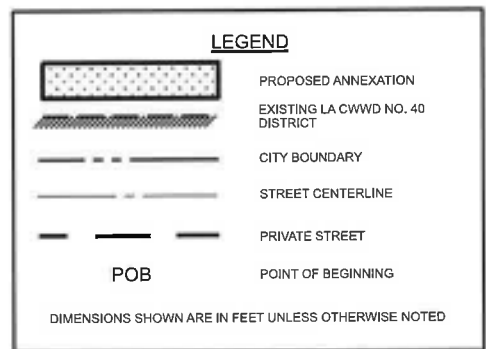 LEGEND
PROPOSED ANNEXATION
EXISTING LA CWWD NO. 40
DISTRICT
CITY BOUNDARY
STREET CENTERLINE
PRIVATE STREET
POB POINT OF BEGINNING
DIMENSIONS SHOWN ARE IN FEET UNLESS OTHERWISE NOTED